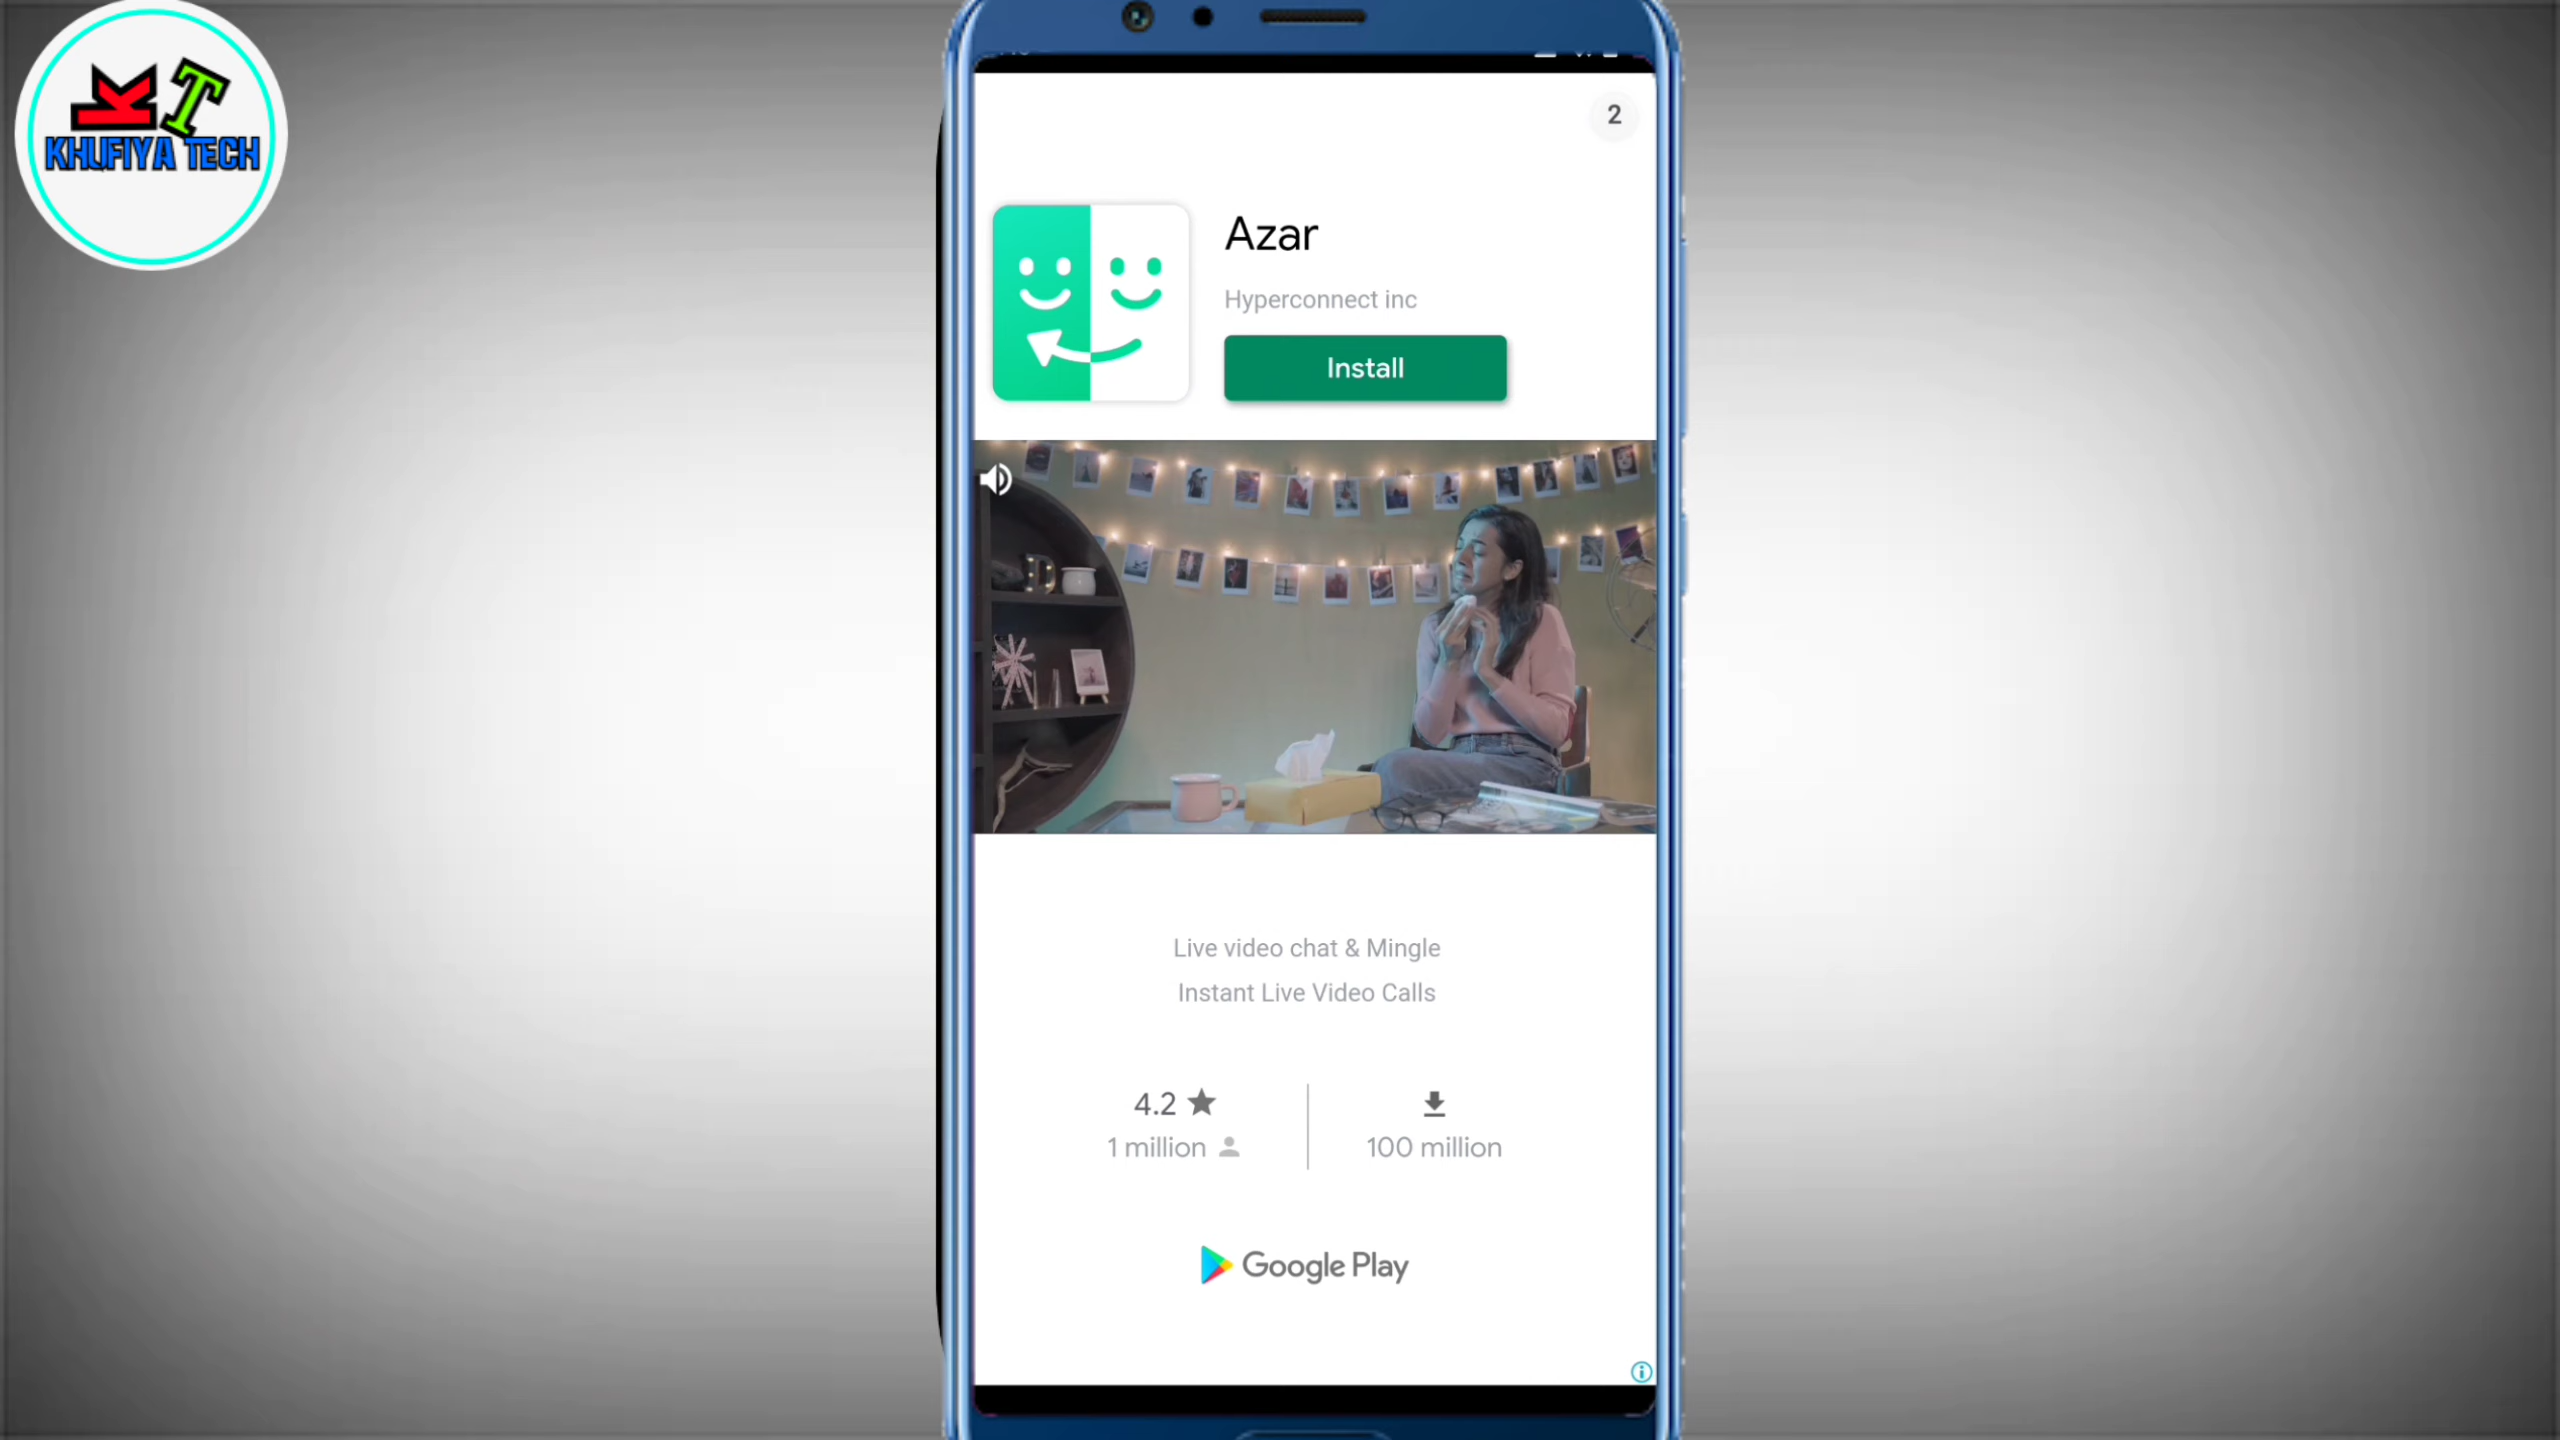 KT
KHUFIYA TECH
2
Azar
Hyperconnect inc
Install
D
Live video chat & Mingle
Instant Live Video Calls
4.2
1 million
100 million
Google Play